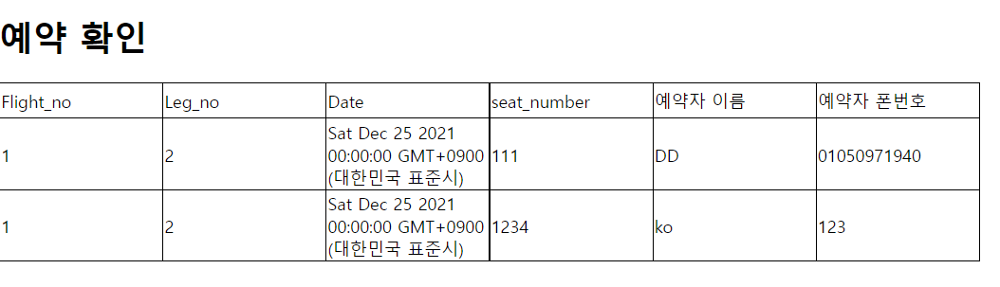 예약 확인
Flight_no Leg_no Date seat_number 예약자 이름 예약자 폰번호
1 2 Sat Dec 25 2021 00:00:00 GMT+0900 (대한민국 표준시) 111 DD 01050971940
1 2 Sat Dec 25 2021 00:00:00 GMT+0900 (대한민국 표준시) 1234 ko 123